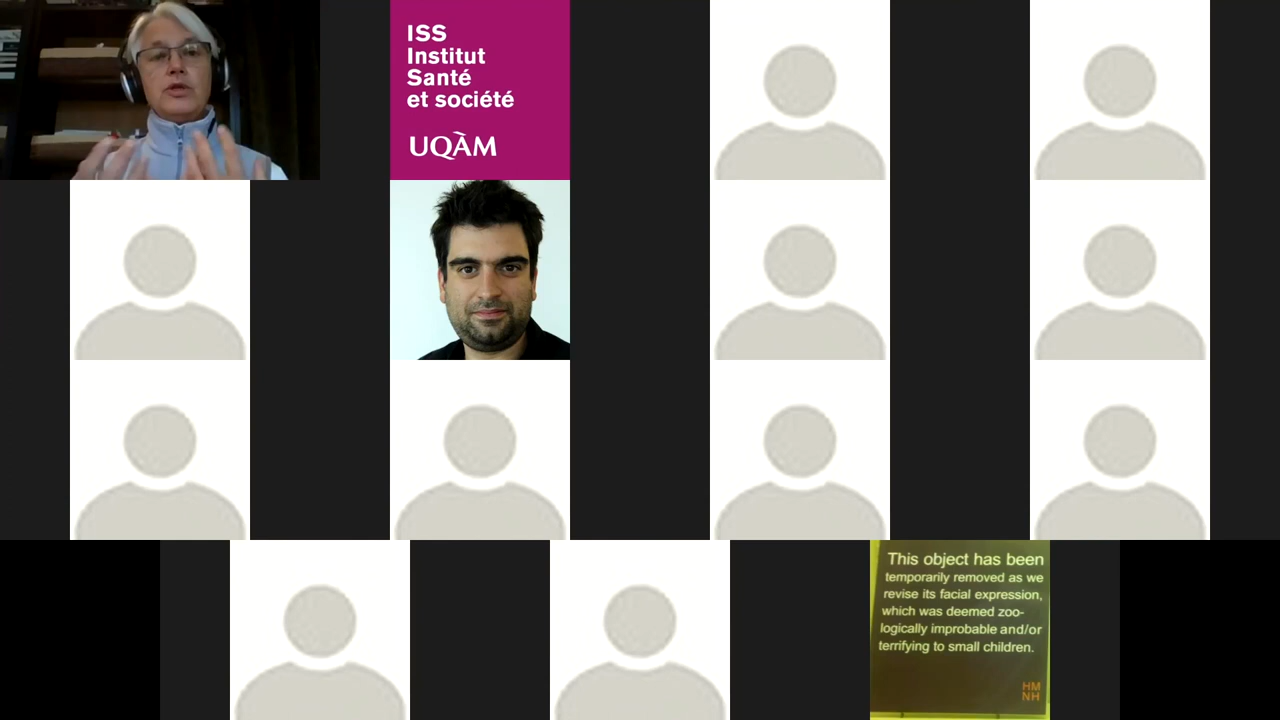 ISS
Institut
Santé
et société
UQÀM
This object has been
temporarily removed as we
revise its facial expression,
which was deemed zoo-
logically improbable and/or
terrifying to small children.
HM
NH